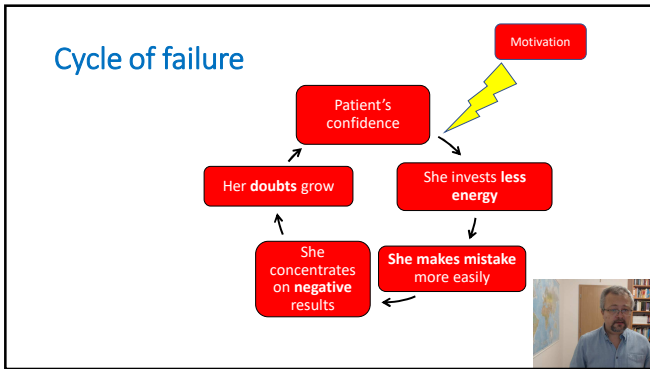 Cycle of failure
Motivation
Patient's
confidence
She invests less
energy
She makes mistake
more easily
She
concentrates
on negative
results
Her doubts grow